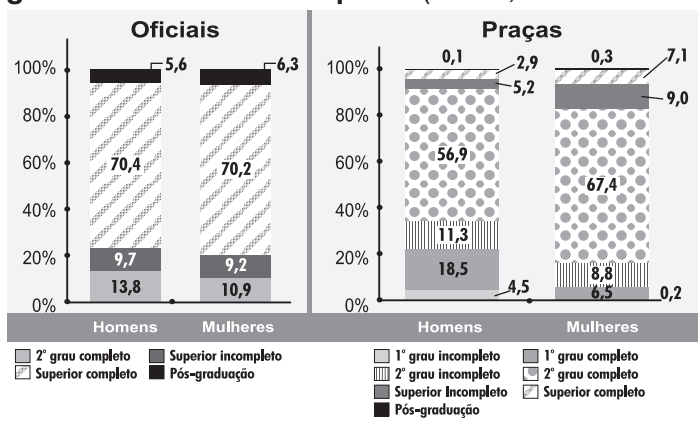 Oficiais
5,6
6,3
100%
80%
60%
40%
20%
0%
70,4
70,2
9,7
9,2
13,8
10,9
Homens
Mulheres
2° grau completo
Superior incompleto
Superior completo
Pós-graduação
Praças
0,1
0,3
2,9
7,1
5,2
9,0
100%
80%
60%
40%
20%
0%
56,9
67,4
11,3
8,8
18,5
6,5
4,5
0,2
Homens
Mulheres
1° grau incompleto
1° grau completo
2° grau incompleto
2° grau completo
Superior Incompleto
Superior completo
Pós-graduação